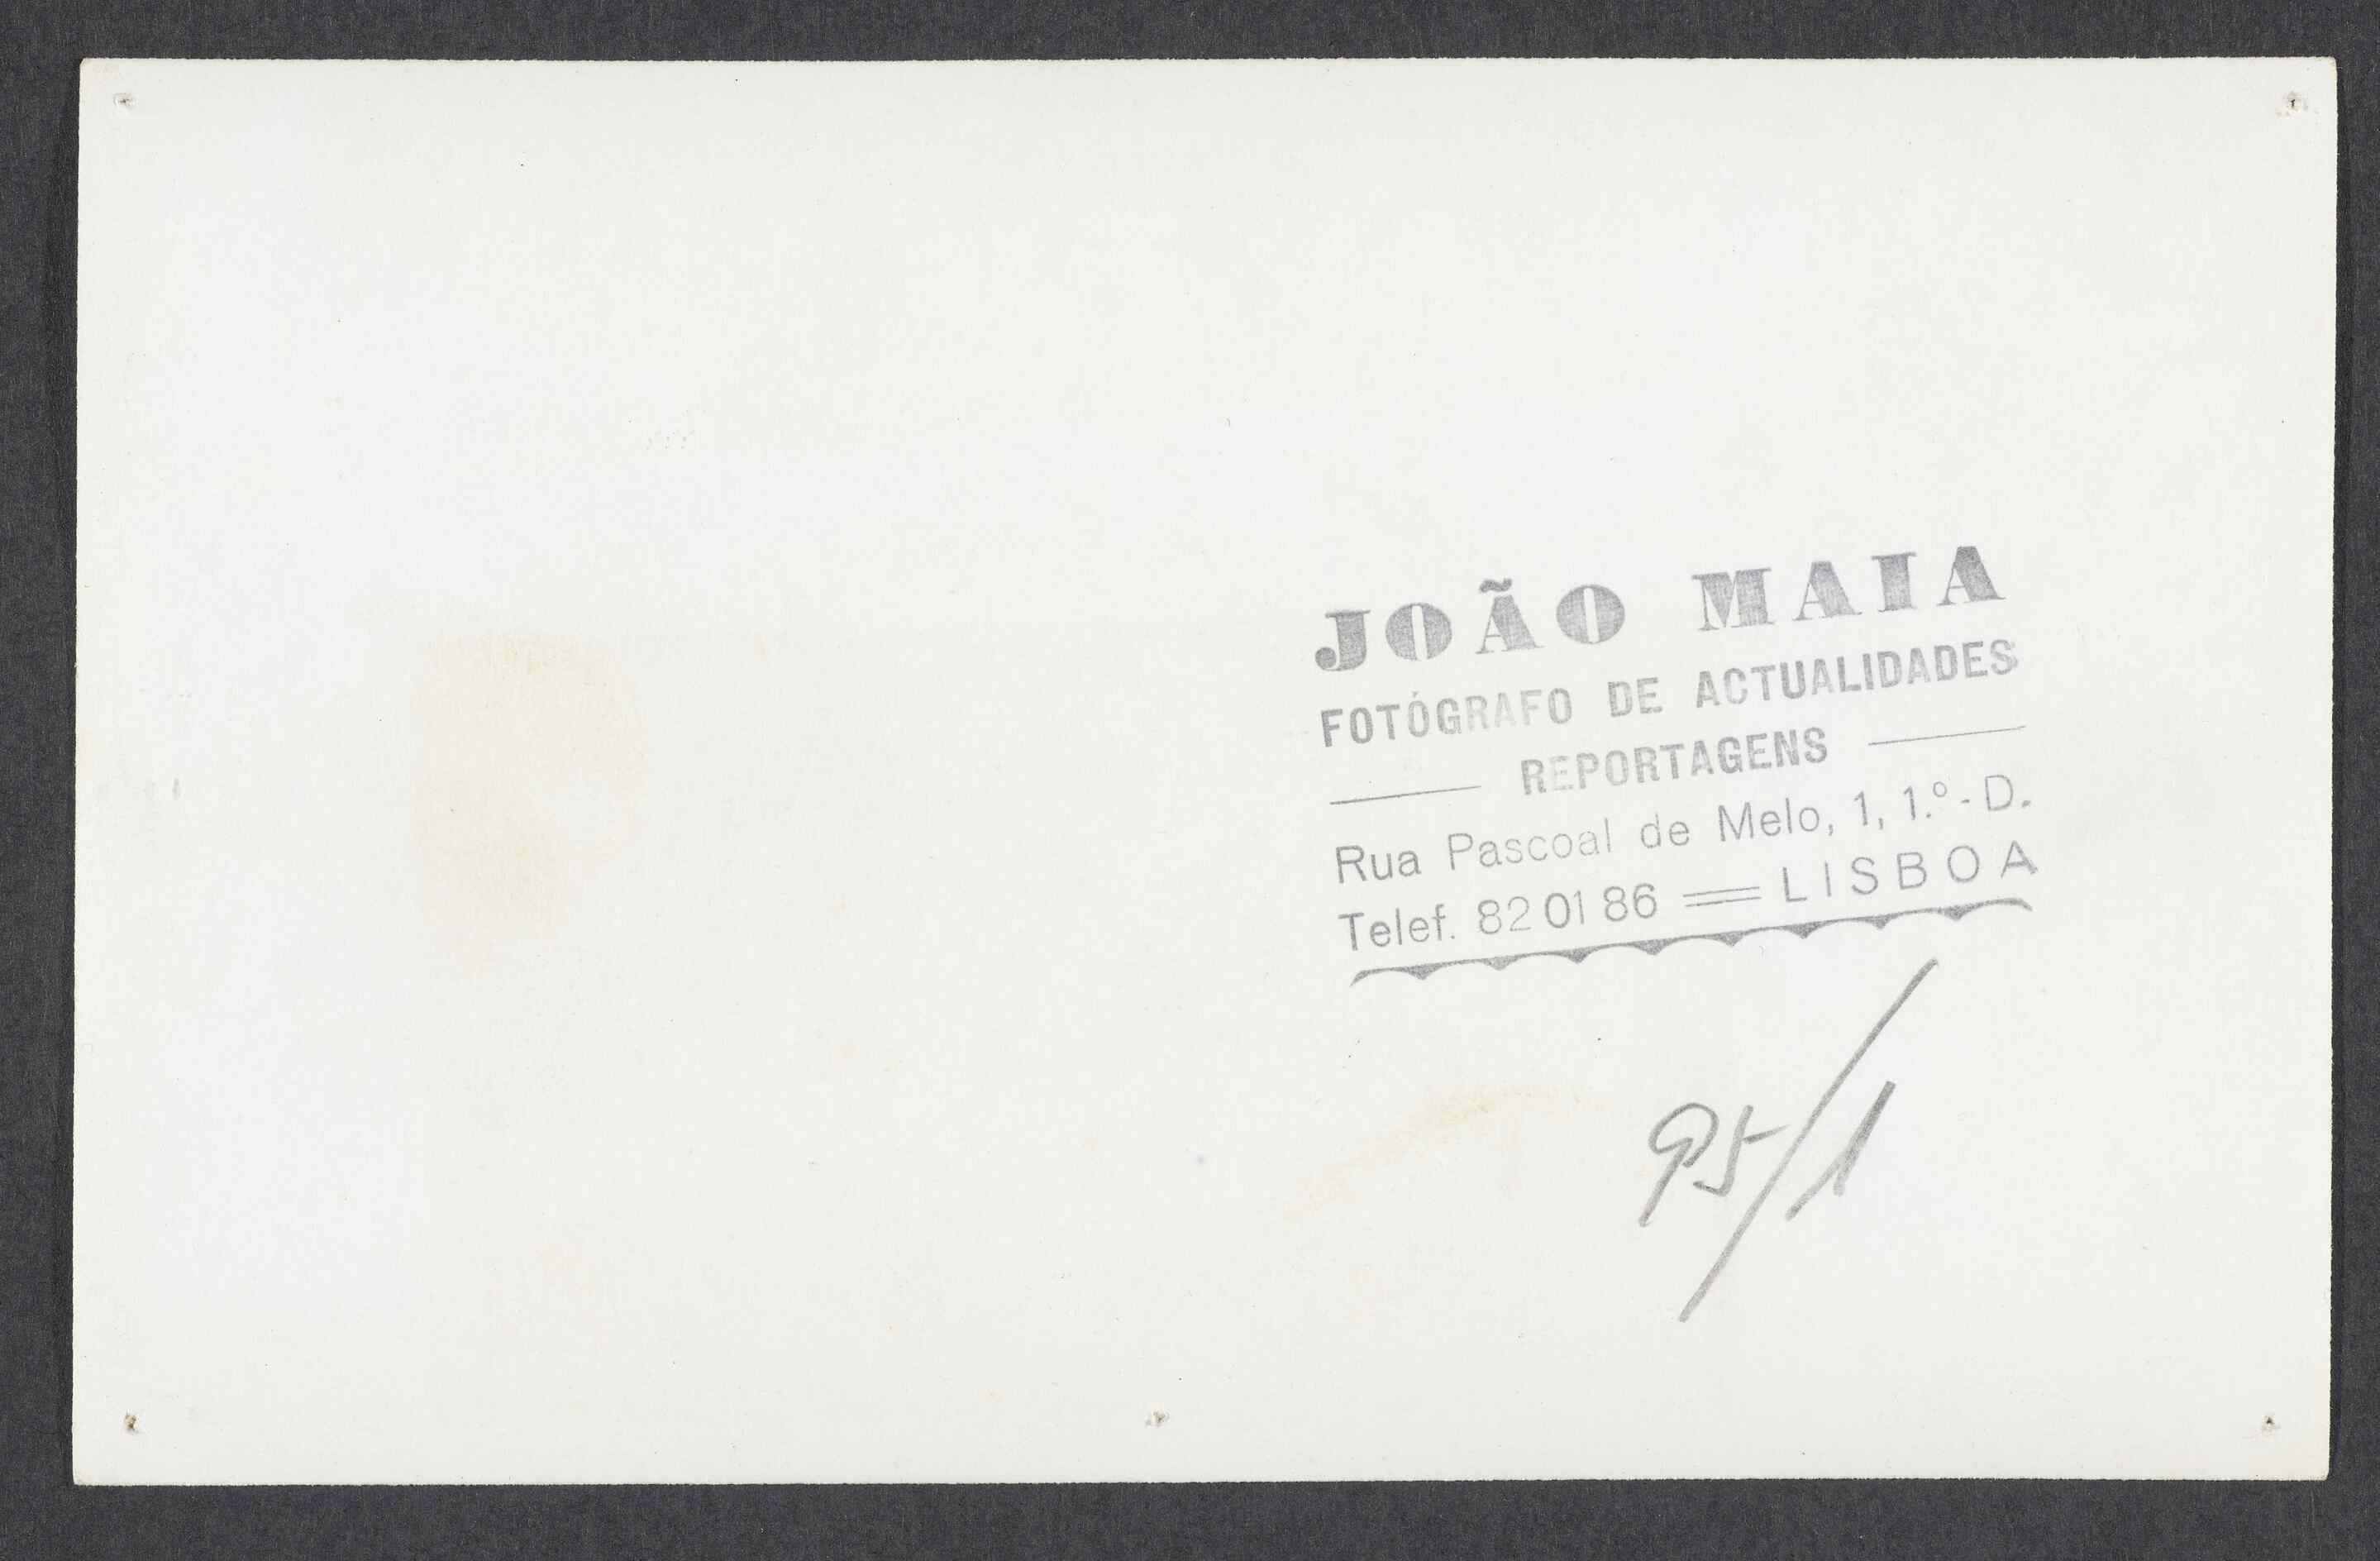 JOÃO MAIA
FOTÓGRAFO DE ACTUALIDADES
REPORTAGENS
Rua Pascoal de Melo, 1, 1.º - D.
Telef. 82 01 86 = LISBOA
95/1